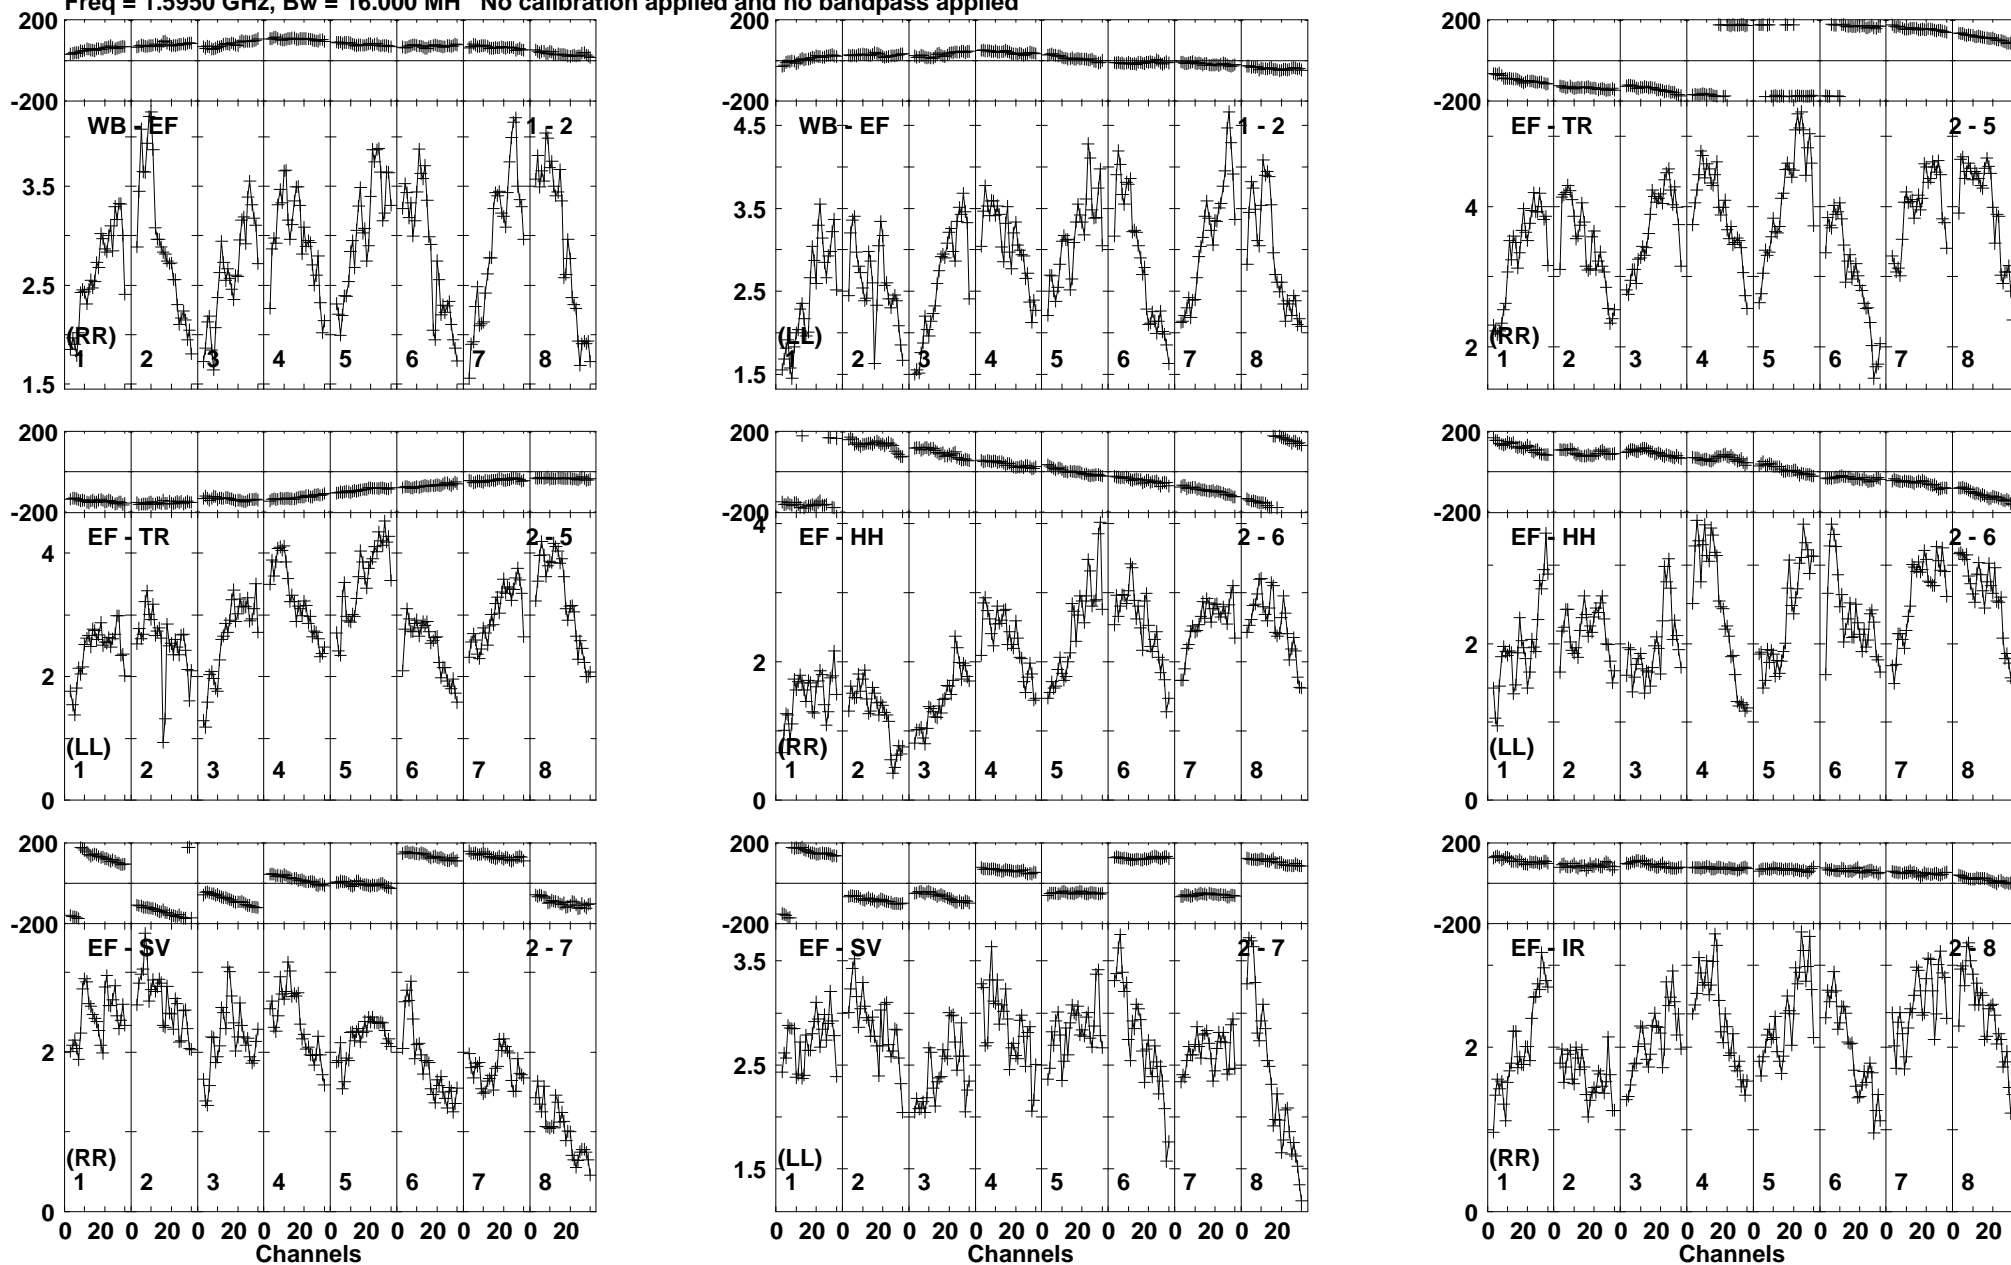 Freq = 1.5950 GHz, Bw = 16.000 MH No calibration applied and no bandpass applied
200 200 200
-200 -200 -200
WB - EF 1 - 2 WB - EF 1 - 2 EF - TR 2 - 5
4.5
3.5 3.5 4
2.5 2.5
(RR) (LL) (RR) 2
1 2 3 4 5 6 7 8 1 2 3 4 5 6 7 8 1 2 3 4 5 6 7 8
1.5 1.5
200 200 200
-200 -200 -200
EF - TR 2 - 5 EF - HH 2 - 6 EF - HH 2 - 6
4 4
2 2 2
(LL) (RR) (LL)
1 2 3 4 5 6 7 8 1 2 3 4 5 6 7 8 1 2 3 4 5 6 7 8
0 0 0
200 200 200
-200 -200 -200
EF - SV 2 - 7 EF - SV 2 - 7 EF - IR 2 - 8
3.5
2 2.5 2
(RR) (LL) (RR)
1.5
1 2 3 4 5 6 7 8 1 2 3 4 5 6 7 8 1 2 3 4 5 6 7 8
0 0
0 20 0 20 0 20 0 20 0 20 0 20 0 20 0 20 0 20 0 20 0 20 0 20 0 20 0 20 0 20 0 20 0 20 0 20 0 20 0 20 0 20 0 20 0 20 0 20
Channels Channels Channels